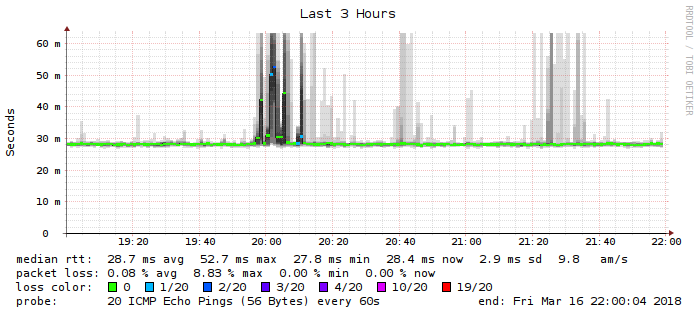 Last 3 Hours
RRDTOOL / TOBI OETIKER
Seconds
60 m
50 m
40 m
30 m
20 m
10 m
0
19:20 19:40 20:00 20:20 20:40 21:00 21:20 21:40 22:00
median rtt: 28.7 ms avg 52.7 ms max 27.8 ms min 28.4 ms now 2.9 ms sd 9.8 am/s
packet loss: 0.08 % avg 8.83 % max 0.00 % min 0.00 % now
loss color: 0 1/20 2/20 3/20 4/20 10/20 19/20
probe: 20 ICMP Echo Pings (56 Bytes) every 60s end: Fri Mar 16 22:00:04 2018